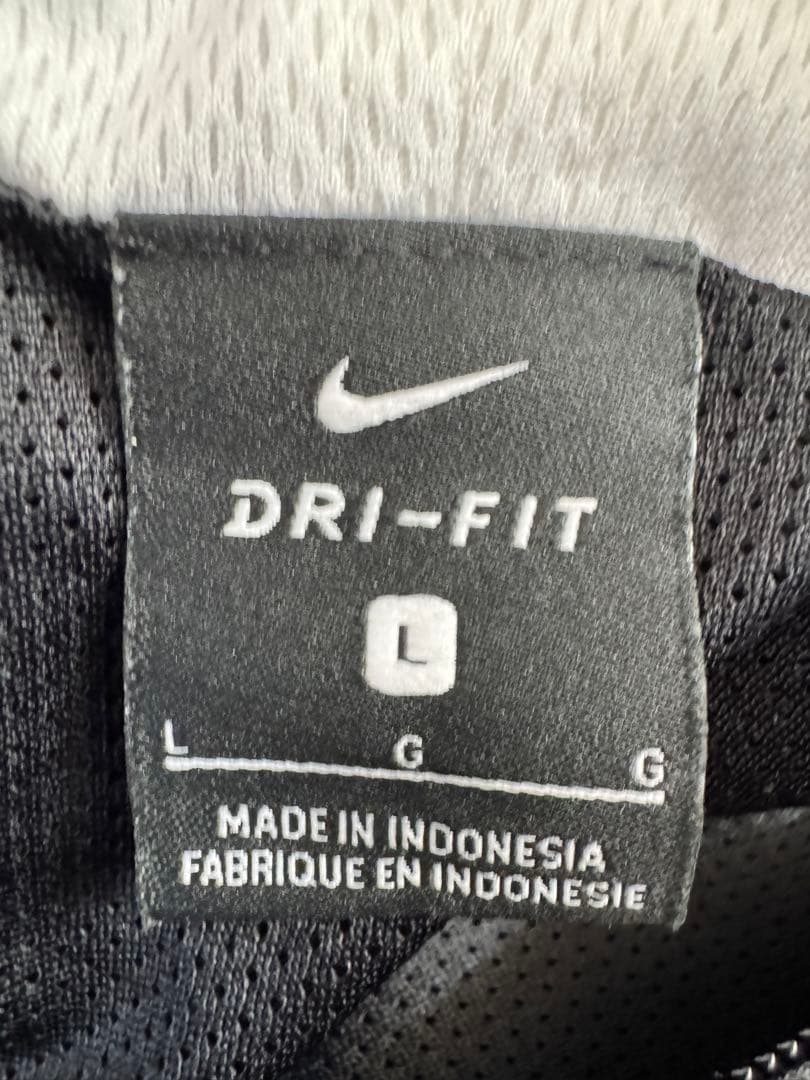 DRI-FIT
L
L G G
MADE IN INDONESIA
FABRIQUE EN INDONESIE